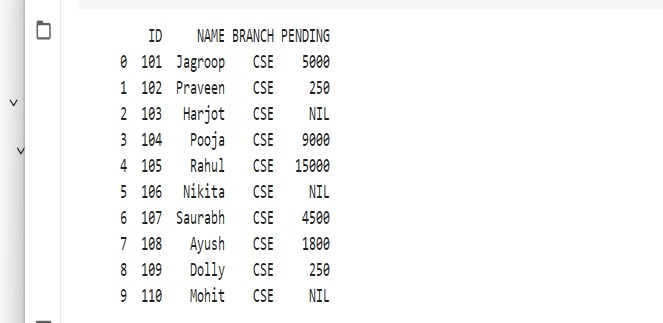 ID NAME BRANCH PENDING
0 101 Jagroop CSE 5000
1 102 Praveen CSE 250
2 103 Harjot CSE NIL
3 104 Pooja CSE 9000
4 105 Rahul CSE 15000
5 106 Nikita CSE NIL
6 107 Saurabh CSE 4500
7 108 Ayush CSE 1800
8 109 Dolly CSE 250
9 110 Mohit CSE NIL